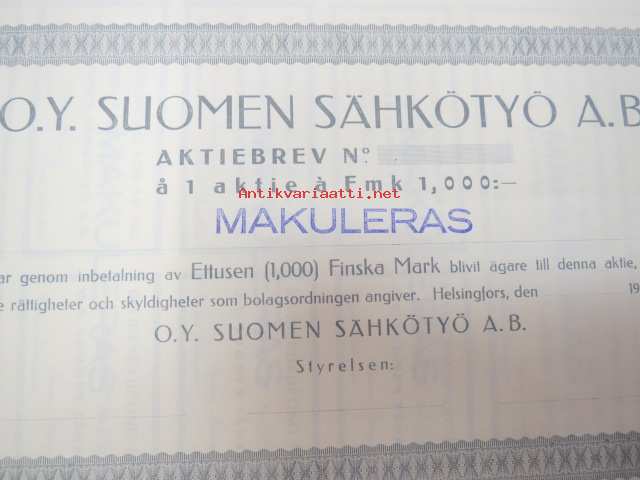 O.Y. SUOMEN SÄHKÖTYÖ A.B.
AKTIEBREV Nº
å 1 aktie à Fmk 1,000:—
Antikvariaatti.net
MAKULERAS
ar genom inbetalning av Ettusen (1,000) Finska Mark blivit ägare till denna aktie,
e rättigheter och skyldigheter som bolagsordningen angiver. Helsingfors, den 19
O.Y. SUOMEN SÄHKÖTYÖ A.B.
Styrelsen: